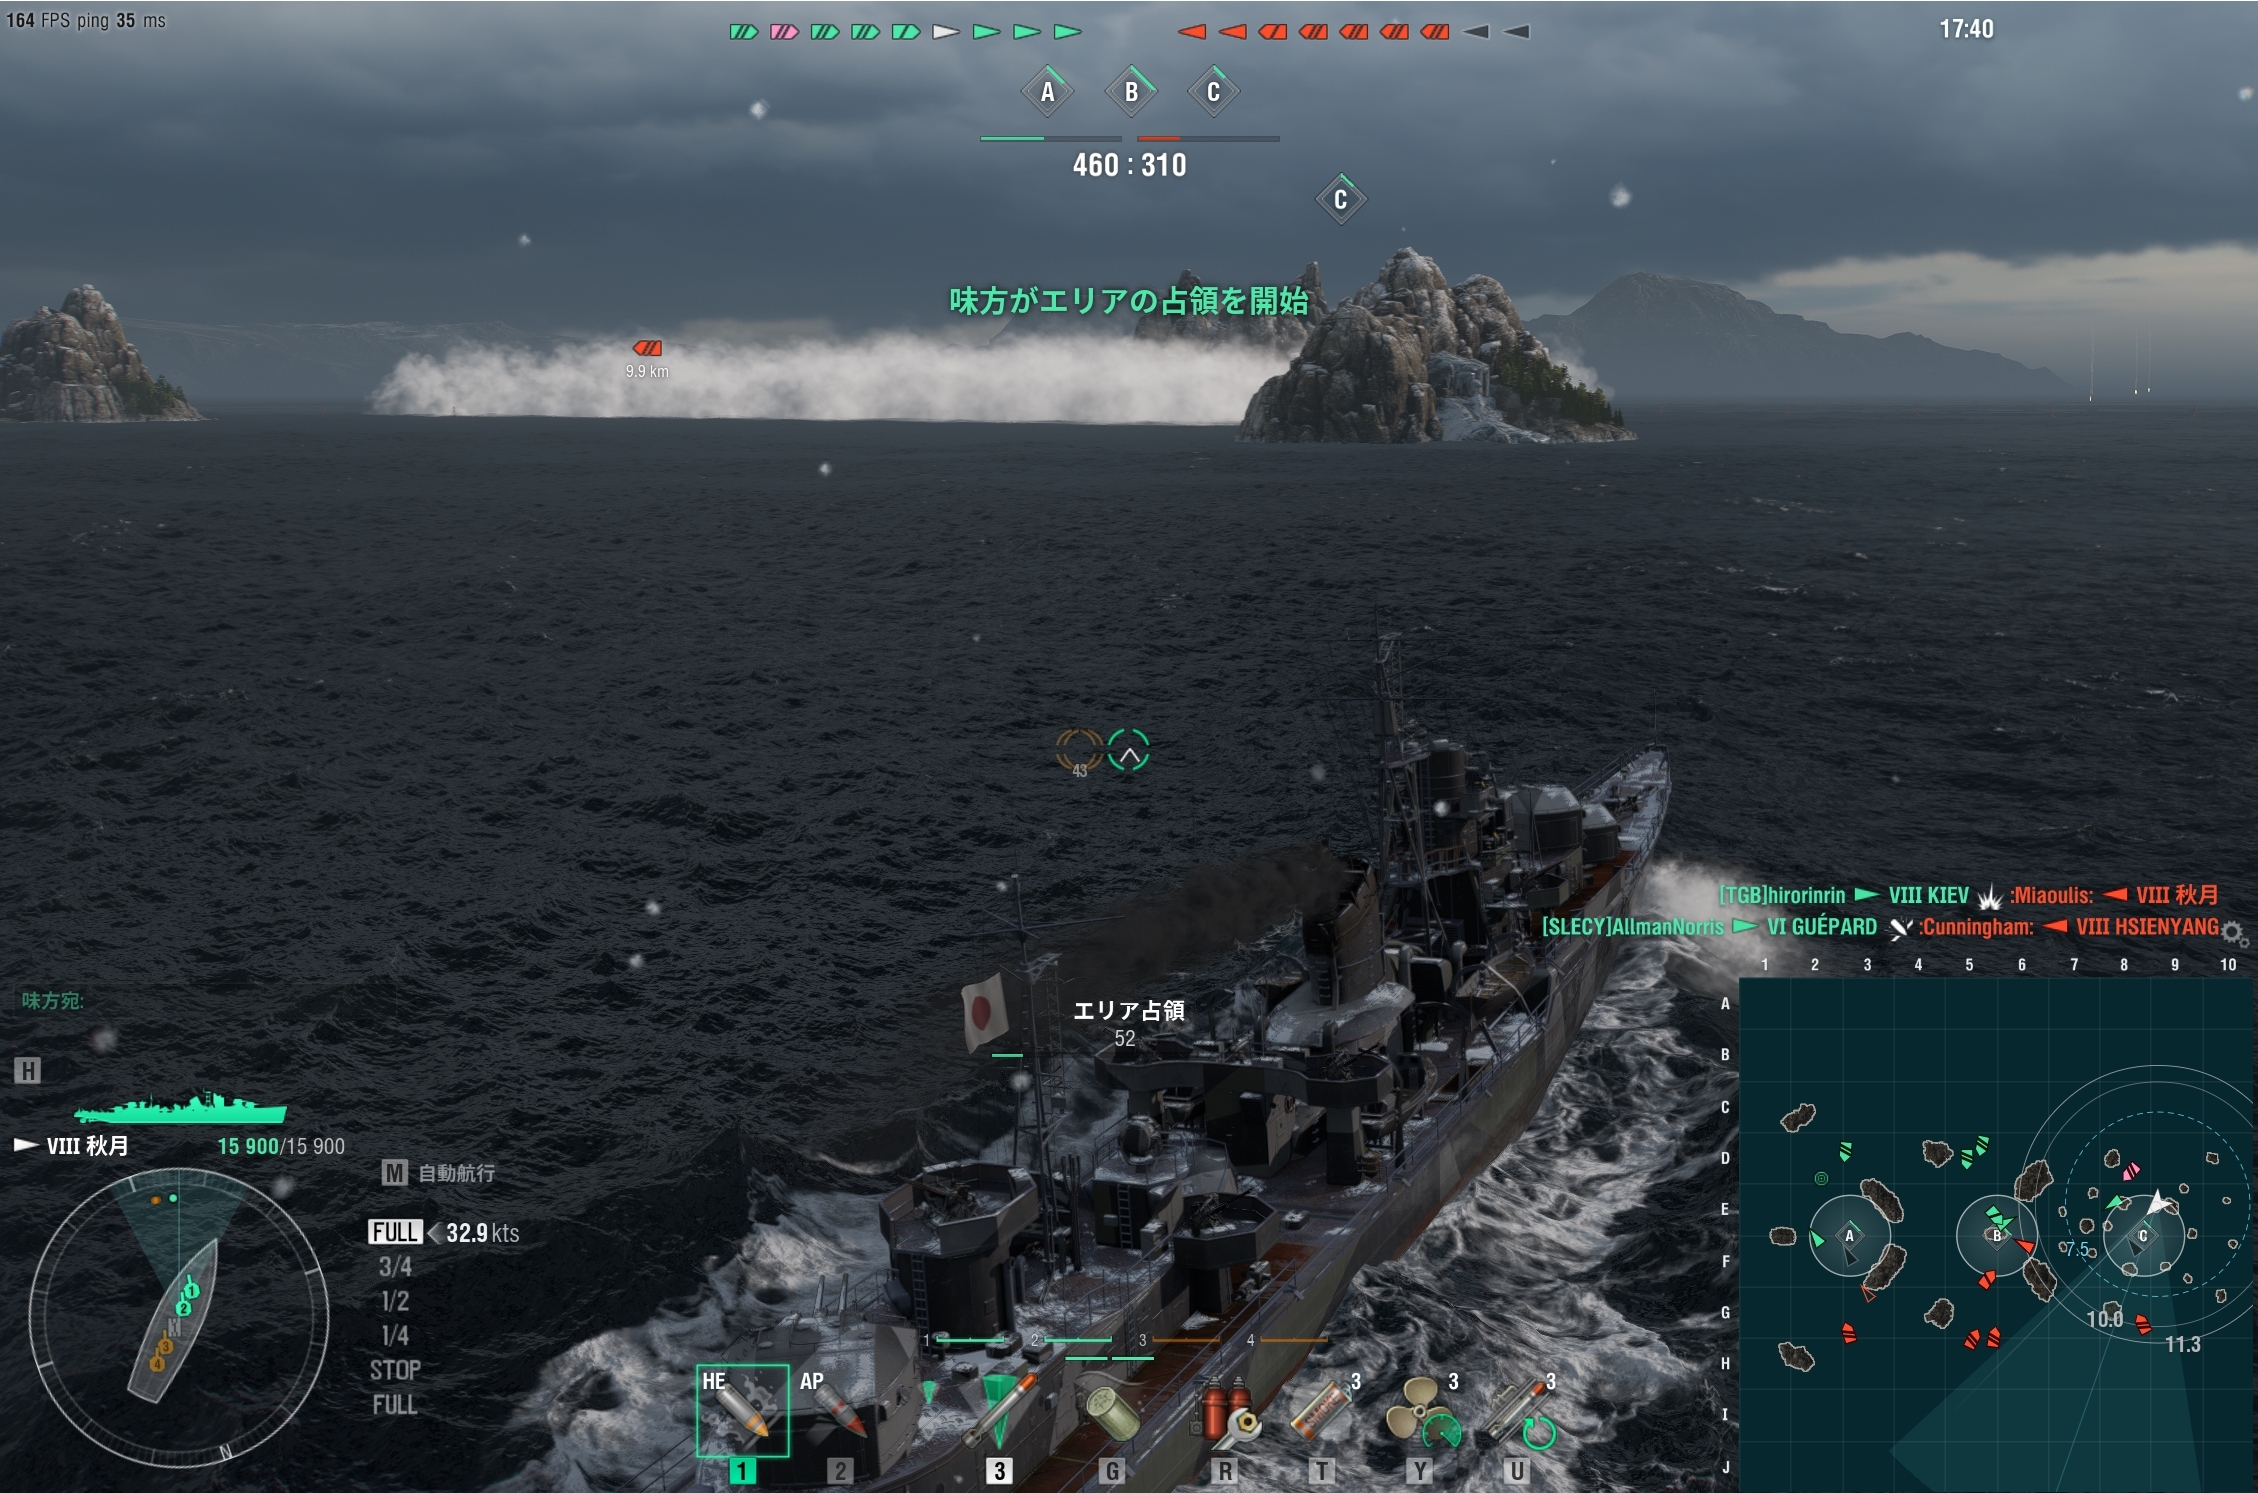 164 FPS ping 35 ms
17:40
A B C
460 : 310
C
味方がエリアの占領を開始
9.9 km
43
[TGB]hirorinrin VIII KIEV :Miaoulis: VIII 秋月
[SLECY]AllmanNorris VI GUÉPARD :Cunningham: VIII HSIENYANG
味方宛:
H
エリア占領
52
VIII 秋月 15 900/15 900
M 自動航行
FULL 32.9 kts
3/4
1/2
1/4
STOP
FULL
1
2
3
4
N
1 2 3 4
HE AP 3 3 3
1 2 3 G R T Y U
1 2 3 4 5 6 7 8 9 10
A
B
C
D
E
F
G
H
I
J
A B C
7.5
10.0
11.3